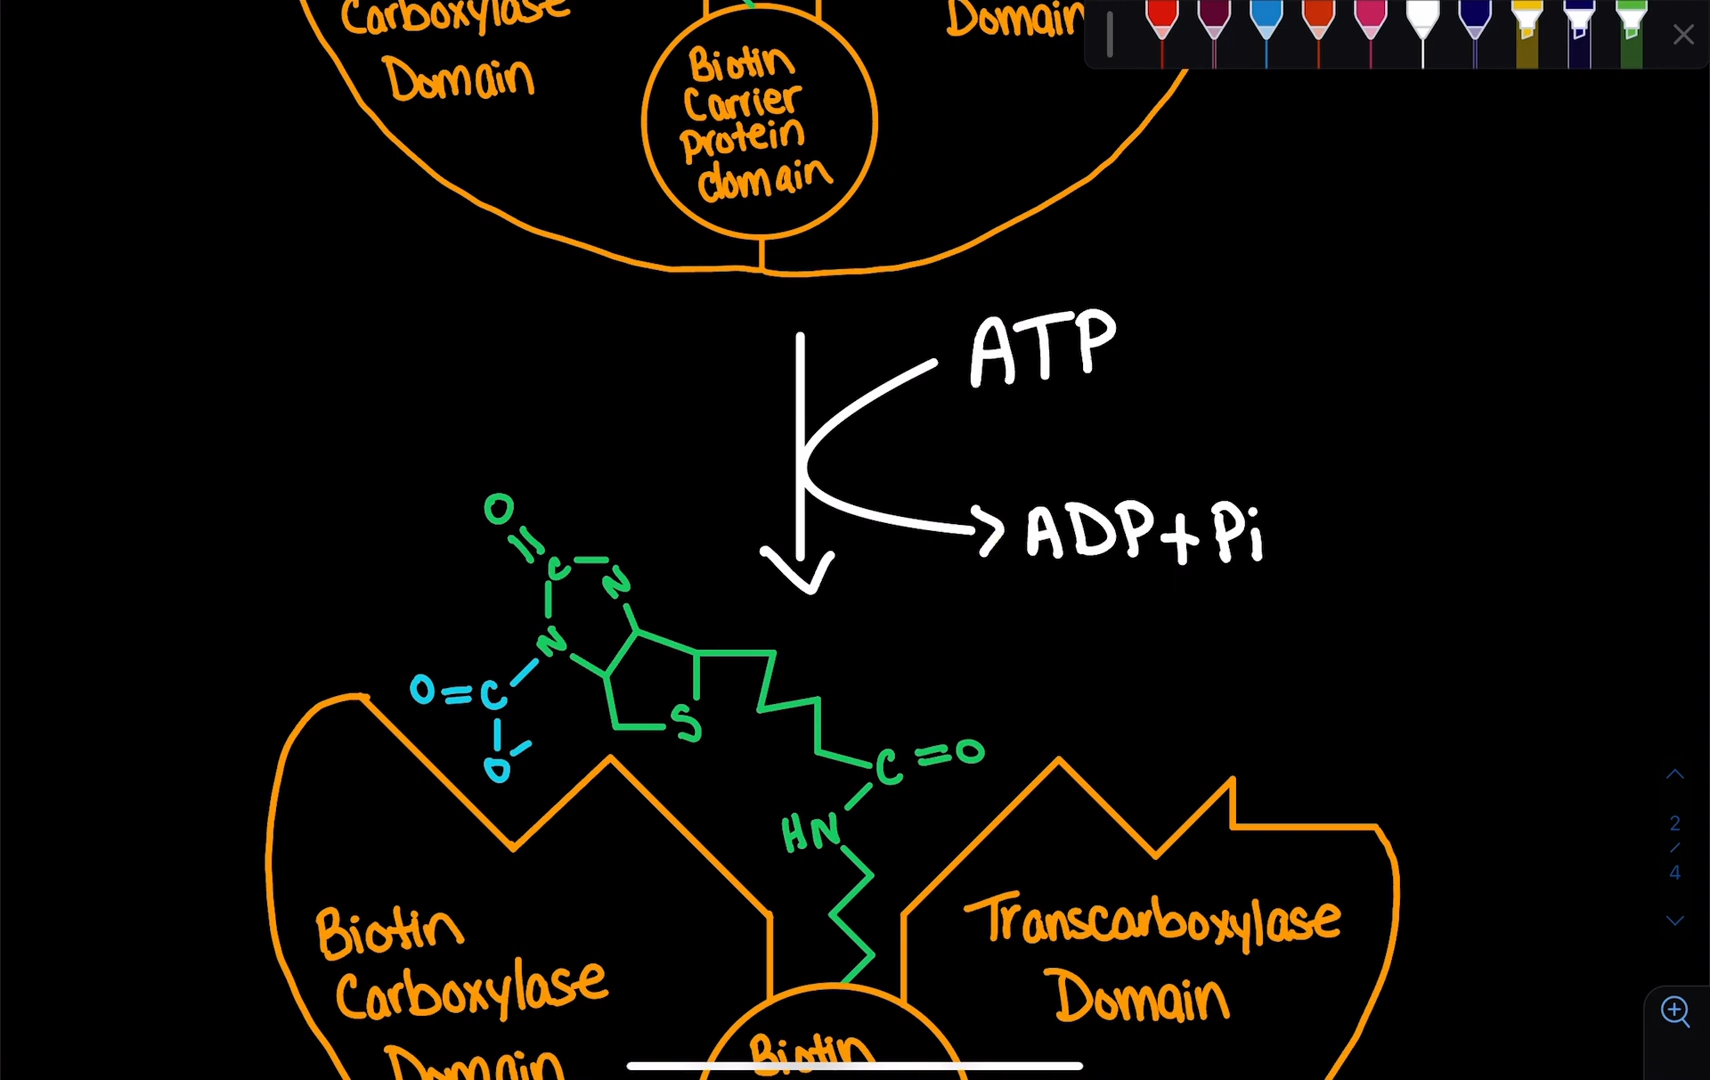 Carboxylase
Domain
Domain
Biotin
Carrier
protein
domain
ATP
ADP+Pi
O
C
N
N
O=C
O
S
C=O
HN
Biotin
Carboxylase
Domain
Transcarboxylase
Domain
Biotin
2
4